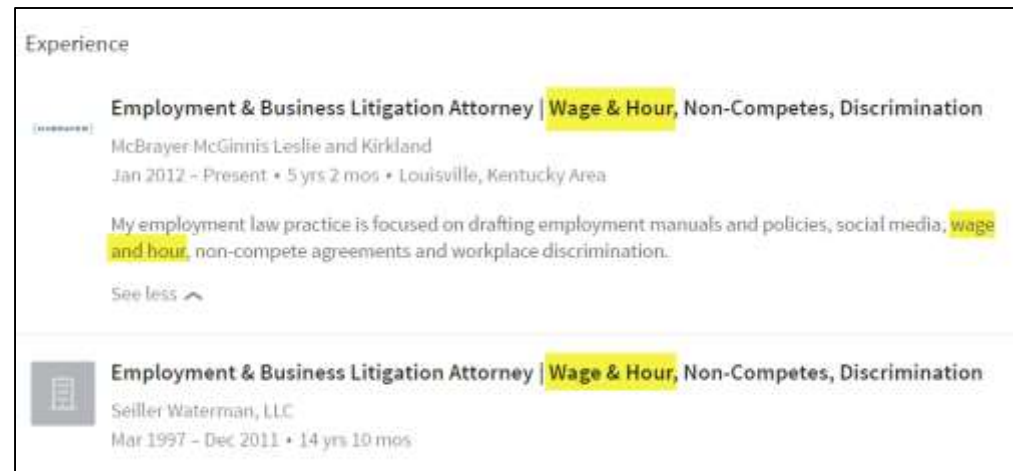 Experience
Employment & Business Litigation Attorney | Wage & Hour, Non-Competes, Discrimination
McBrayer McGinnis Leslie and Kirkland
Jan 2012 – Present • 5 yrs 2 mos • Louisville, Kentucky Area
My employment law practice is focused on drafting employment manuals and policies, social media, wage
and hour, non-compete agreements and workplace discrimination.
See less
Employment & Business Litigation Attorney | Wage & Hour, Non-Competes, Discrimination
Seiller Waterman, LLC
Mar 1997 – Dec 2011 • 14 yrs 10 mos